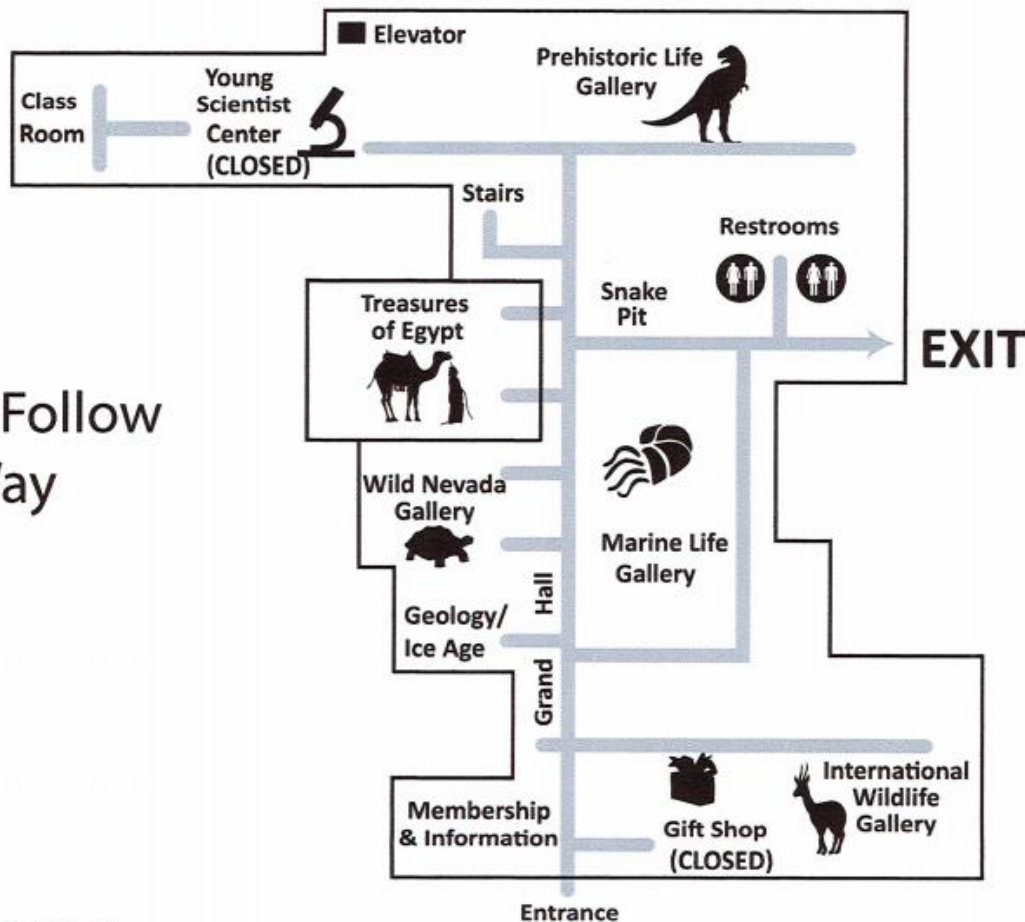 Elevator
Prehistoric Life
Gallery
Class
Room
Young
Scientist
Center
(CLOSED)
Stairs
Restrooms
Snake
Pit
Treasures
of Egypt
EXIT
Follow
Wild Nevada
Gallery
Marine Life
Gallery
Geology/
Ice Age
Grand Hall
International
Wildlife
Gallery
Membership
& Information
Gift Shop
(CLOSED)
Entrance